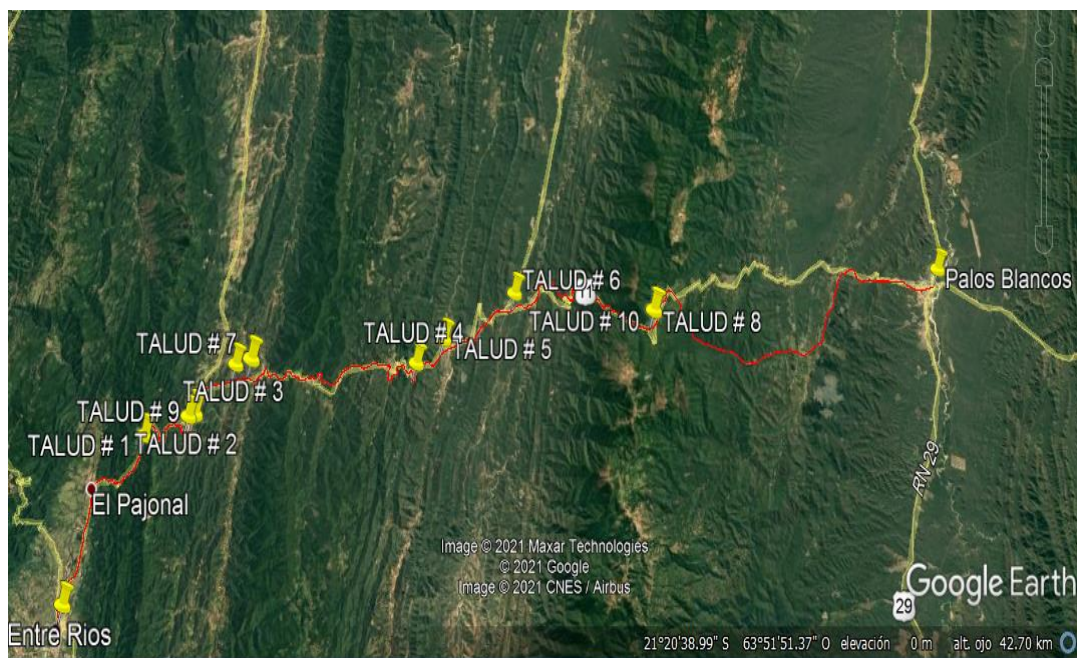 Palos Blancos
TALUD # 6
11
TALUD # 10
TALUD # 8
TALUD # 4
TALUD # 5
TALUD # 7
TALUD # 3
TALUD # 9
TALUD # 1
TALUD # 2
El Pajonal
RN 29
Entre Rios
Image © 2021 Maxar Technologies
© 2021 Google
Image © 2021 CNES / Airbus
Google Earth
29
21°20'38.99" S 63°51'51.37" O elevación 0 m alt. ojo 42.70 km